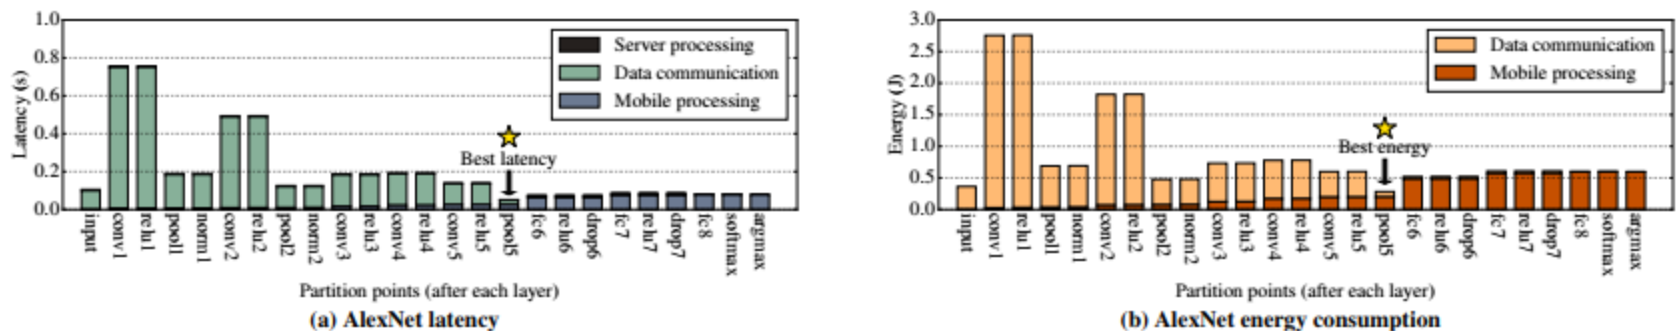 1.0
0.8
0.6
0.4
0.2
0.0
Latency (s)
Server processing
Data communication
Mobile processing
Best latency
input
conv1
relu1
pool1
norm1
conv2
relu2
pool2
norm2
conv3
relu3
conv4
relu4
conv5
relu5
pool5
fc6
relu6
drop6
fc7
relu7
drop7
fc8
softmax
argmax
Partition points (after each layer)
(a) AlexNet latency
3.0
2.5
2.0
1.5
1.0
0.5
0.0
Energy (J)
Data communication
Mobile processing
Best energy
input
conv1
relu1
pool1
norm1
conv2
relu2
pool2
norm2
conv3
relu3
conv4
relu4
conv5
relu5
pool5
fc6
relu6
drop6
fc7
relu7
drop7
fc8
softmax
argmax
Partition points (after each layer)
(b) AlexNet energy consumption